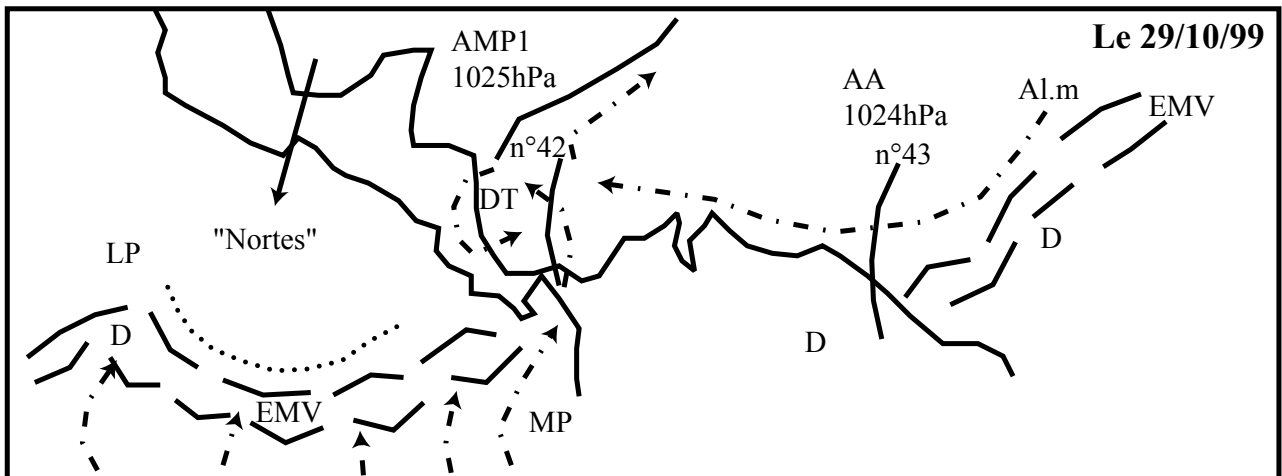 Le 29/10/99
AMP1
1025hPa
AA
1024hPa
Al.m
EMV
n°42
n°43
DT
"Nortes"
D
LP
D
D
EMV
MP